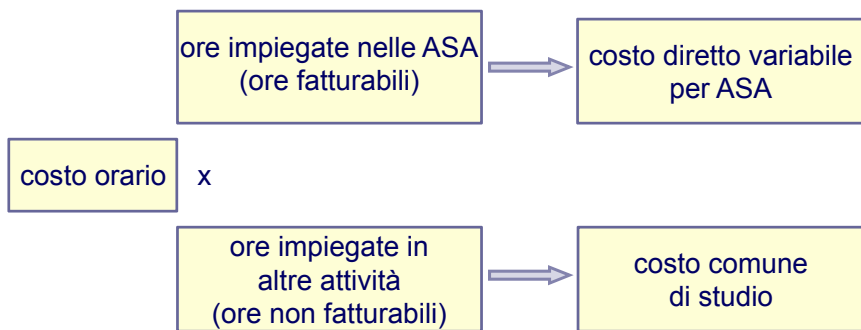 ore impiegate nelle ASA
(ore fatturabili)
costo diretto variabile
per ASA
costo orario
x
ore impiegate in
altre attività
(ore non fatturabili)
costo comune
di studio